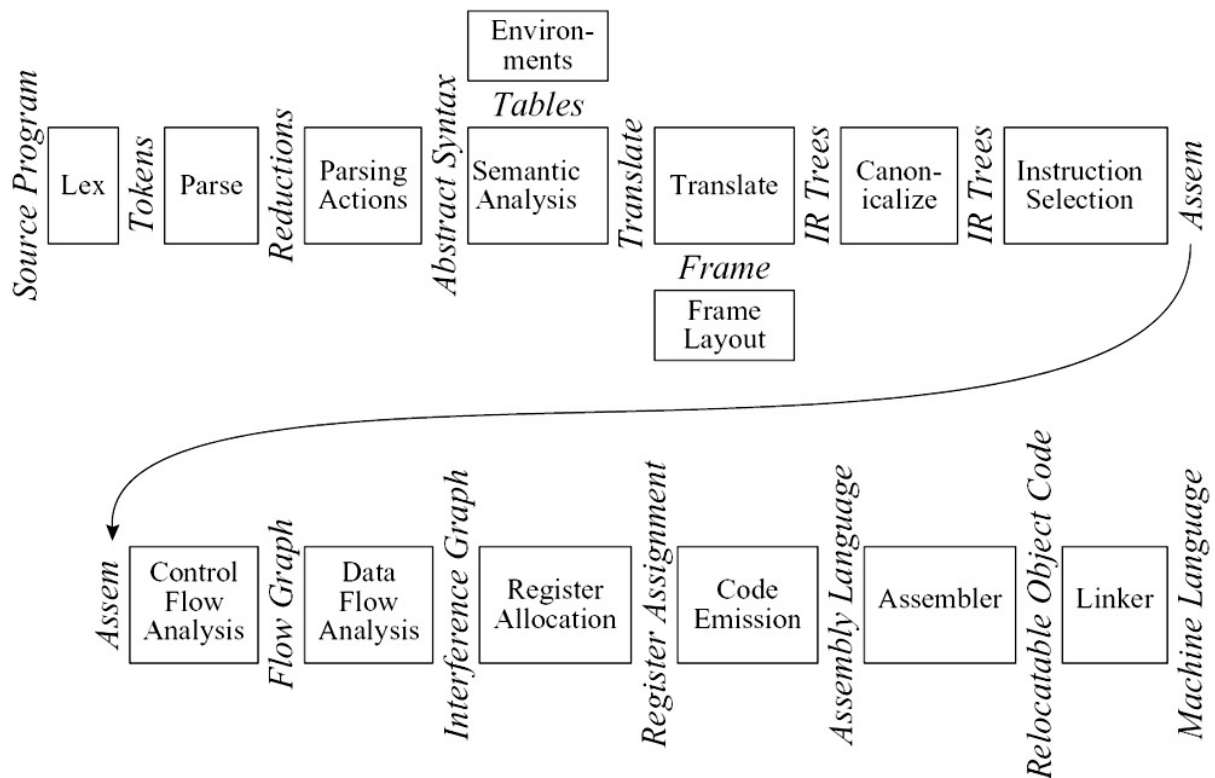 Environ-
ments
Tables
Source Program
Lex
Tokens
Parse
Reductions
Parsing
Actions
Abstract Syntax
Semantic
Analysis
Translate
Translate
IR Trees
Canon-
icalize
IR Trees
Instruction
Selection
Assem
Frame
Frame
Layout
Assem
Control
Flow
Analysis
Flow Graph
Data
Flow
Analysis
Interference Graph
Register
Allocation
Register Assignment
Code
Emission
Assembly Language
Assembler
Relocatable Object Code
Linker
Machine Language